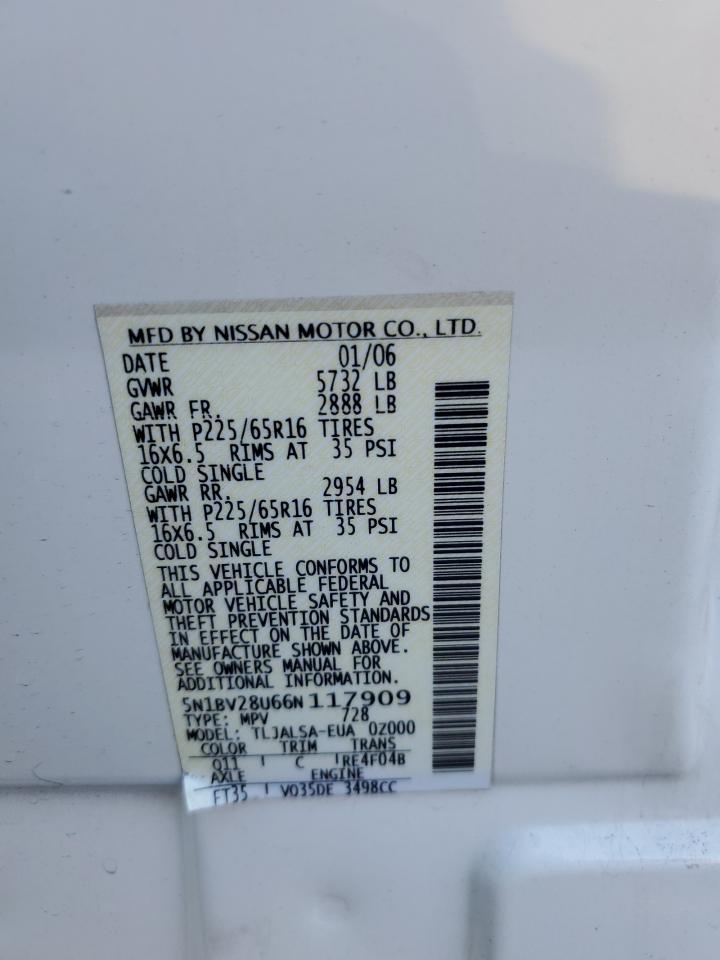 MFD BY NISSAN MOTOR CO., LTD.
DATE 01/06
GVWR 5732 LB
GAWR FR. 2888 LB
WITH P225/65R16 TIRES
16X6.5 RIMS AT 35 PSI
COLD SINGLE
GAWR RR. 2954 LB
WITH P225/65R16 TIRES
16X6.5 RIMS AT 35 PSI
COLD SINGLE
THIS VEHICLE CONFORMS TO
ALL APPLICABLE FEDERAL
MOTOR VEHICLE SAFETY AND
THEFT PREVENTION STANDARDS
IN EFFECT ON THE DATE OF
MANUFACTURE SHOWN ABOVE.
SEE OWNERS MANUAL FOR
ADDITIONAL INFORMATION.
5N1BV28U66N117909
TYPE: MPV 728
MODEL: TLJALSA-EUA 0Z000
COLOR TRIM TRANS
Q11 C RE4F04B
AXLE ENGINE
FT35 VQ35DE 3498CC